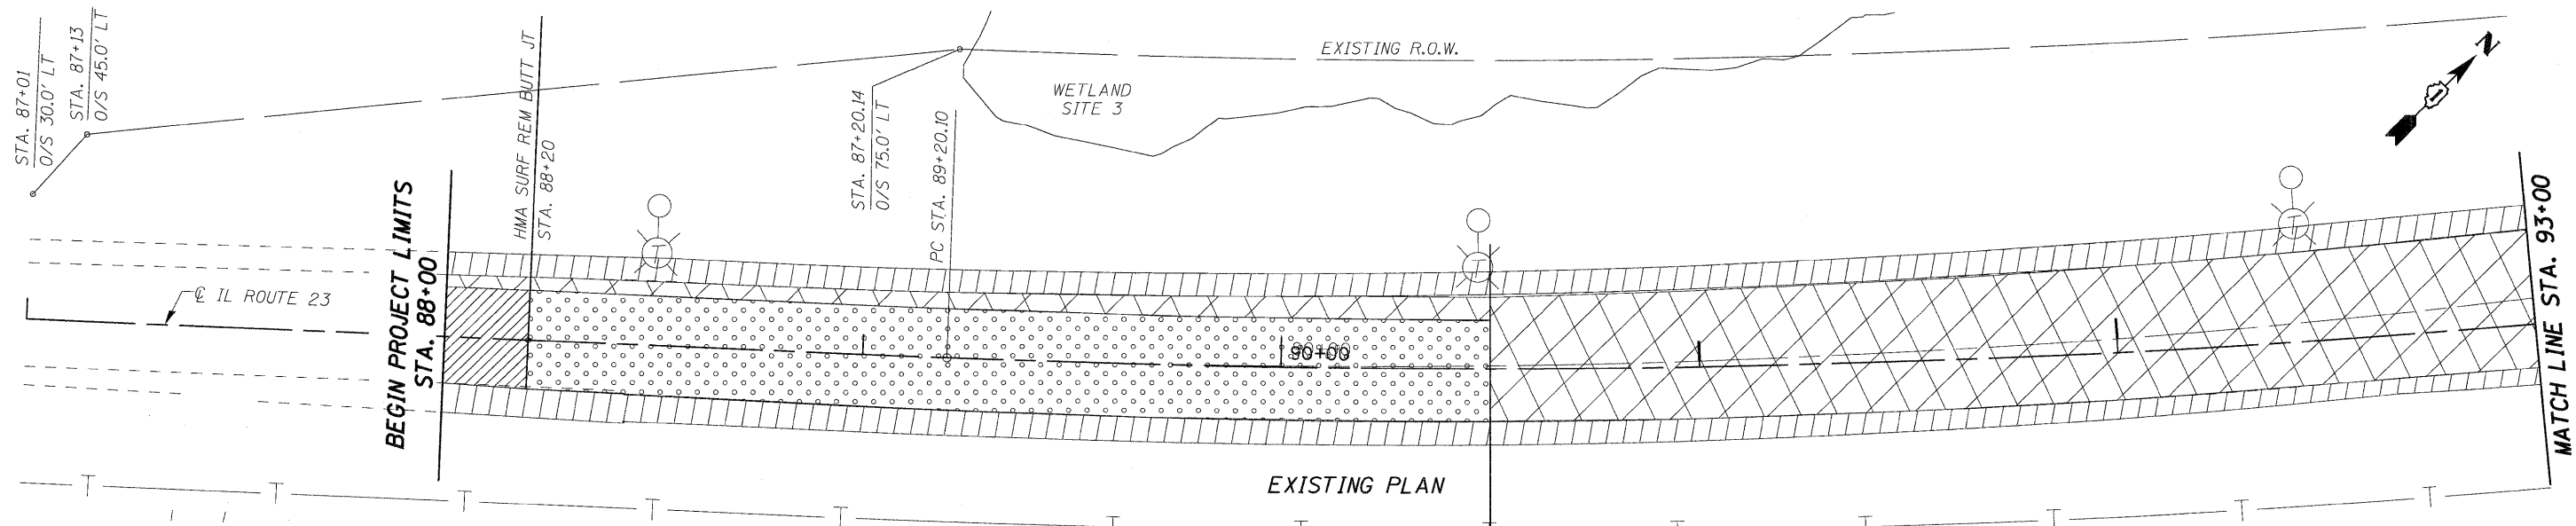 STA. 87+01
O/S 30.0' LT
STA. 87+13
O/S 45.0' LT
HMA SURF REM BUTT JT
STA. 88+20
STA. 87+20.14
O/S 75.0' LT
PC STA. 89+20.10
WETLAND
SITE 3
EXISTING R.O.W.
N
BEGIN PROJECT LIMITS
STA. 88+00
℄ IL ROUTE 23
90+00
MATCH LINE STA. 93+00
EXISTING PLAN
T
T
T
T T T T T T T T T T T T T